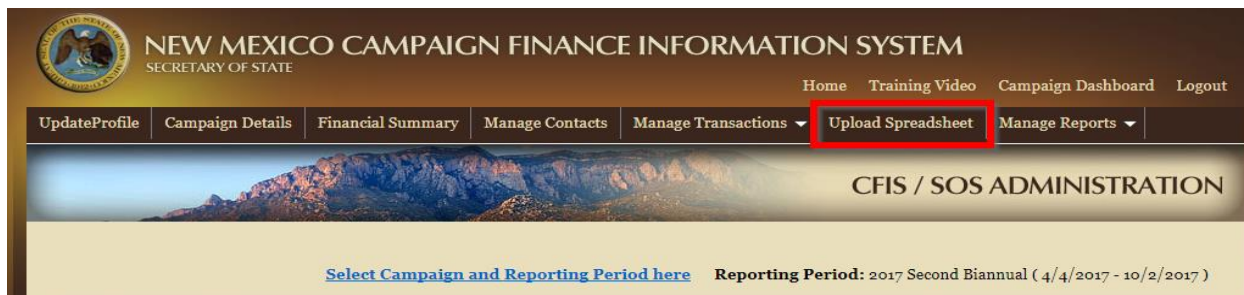 NEW MEXICO CAMPAIGN FINANCE INFORMATION SYSTEM
SECRETARY OF STATE
Home Training Video Campaign Dashboard Logout
UpdateProfile Campaign Details Financial Summary Manage Contacts Manage Transactions Upload Spreadsheet Manage Reports
CFIS / SOS ADMINISTRATION
Select Campaign and Reporting Period here Reporting Period: 2017 Second Biannual ( 4/4/2017 - 10/2/2017 )